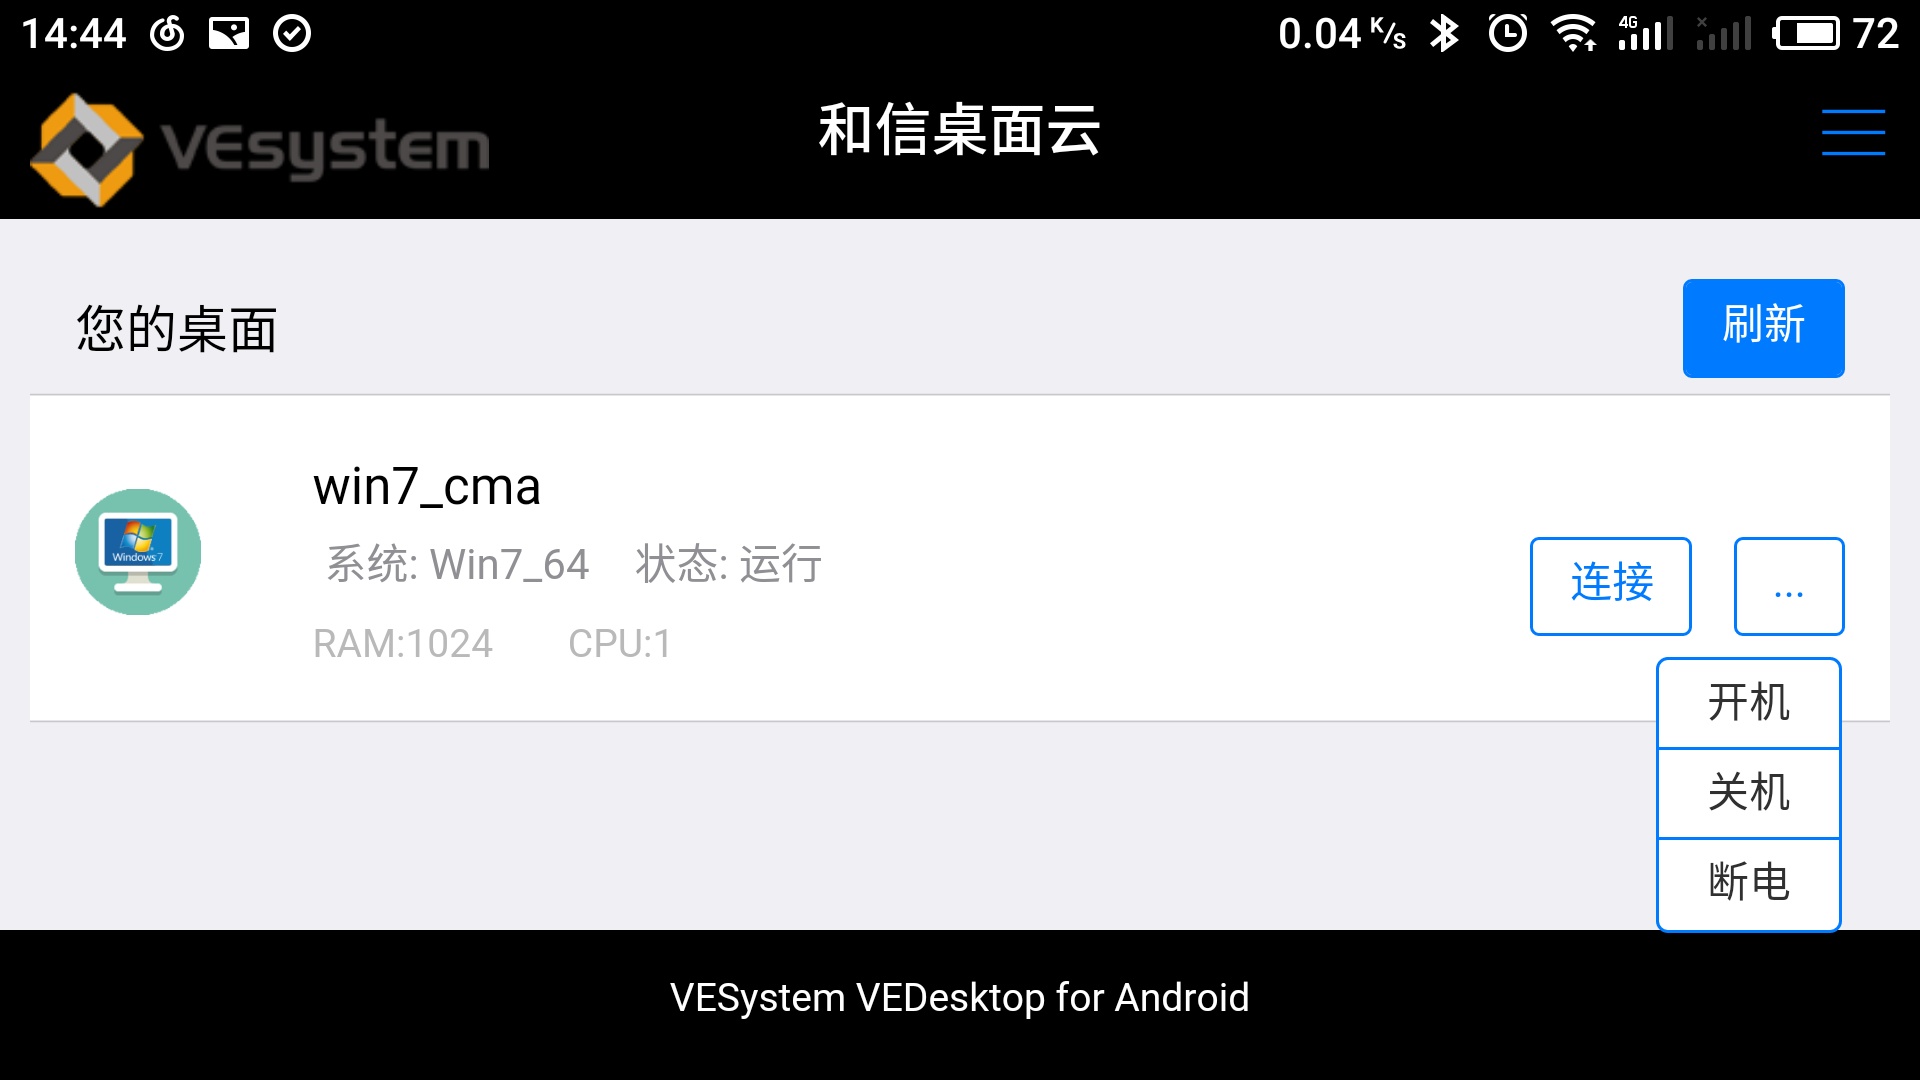 14:44 0.04 K/s 4G 72
VEsystem 和信桌面云
您的桌面 刷新
win7_cma
Windows 7
系统: Win7_64 状态: 运行
连接 ...
RAM:1024 CPU:1
开机
关机
断电
VESystem VEDesktop for Android